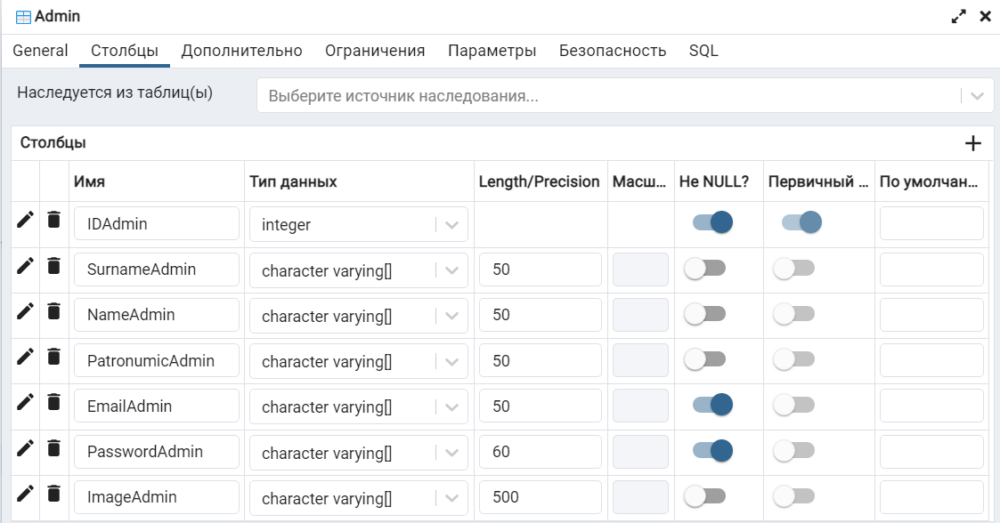 Admin
General Столбцы Дополнительно Ограничения Параметры Безопасность SQL
Наследуется из таблиц(ы) Выберите источник наследования...
Столбцы
Имя Тип данных Length/Precision Масш... Не NULL? Первичный ... По умолчан...
IDAdmin integer
SurnameAdmin character varying[] 50
NameAdmin character varying[] 50
PatronumicAdmin character varying[] 50
EmailAdmin character varying[] 50
PasswordAdmin character varying[] 60
ImageAdmin character varying[] 500